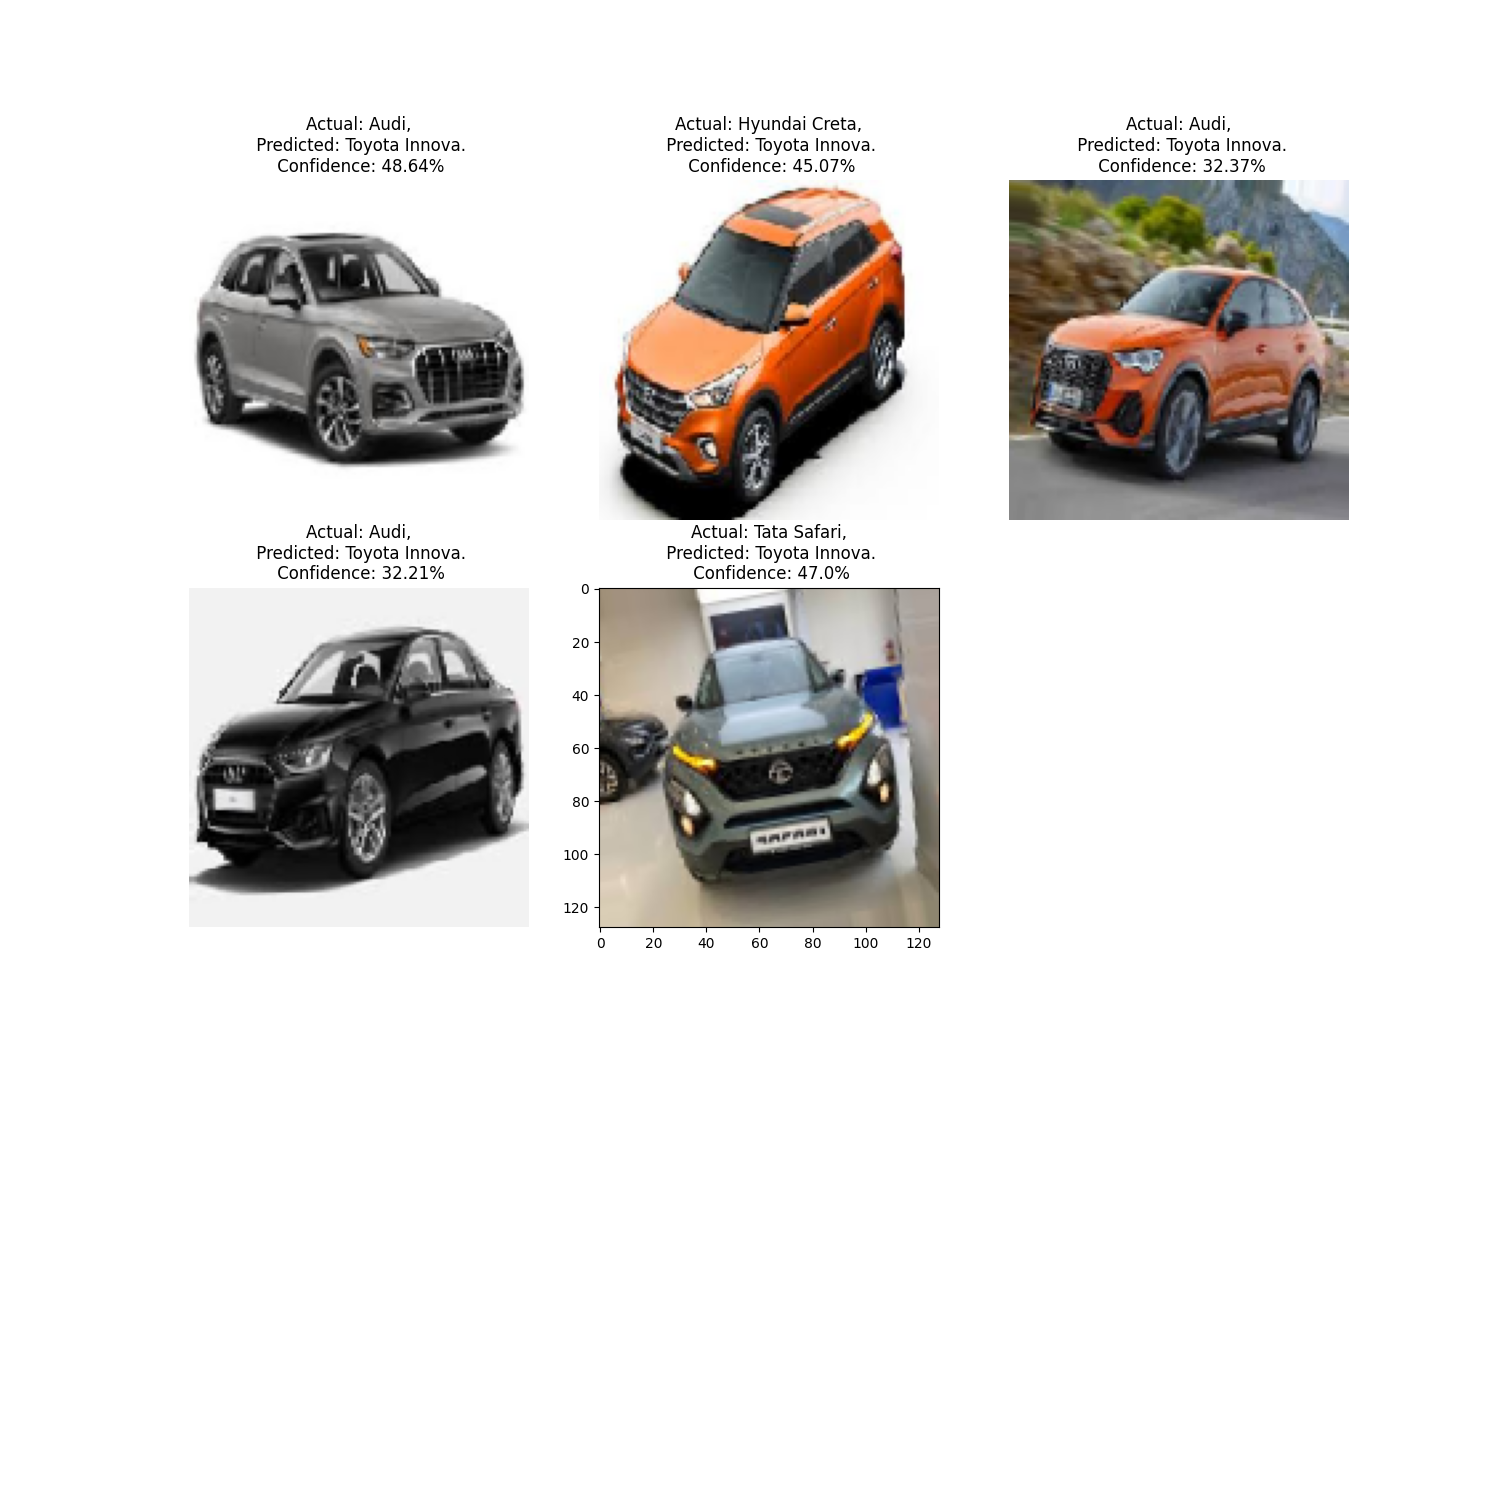 Actual: Audi,
Predicted: Toyota Innova.
Confidence: 48.64%
Actual: Hyundai Creta,
Predicted: Toyota Innova.
Confidence: 45.07%
Actual: Audi,
Predicted: Toyota Innova.
Confidence: 32.37%
Actual: Audi,
Predicted: Toyota Innova.
Confidence: 32.21%
Actual: Tata Safari,
Predicted: Toyota Innova.
Confidence: 47.0%
0
20
40
60
80
100
120
SAFARI
0 20 40 60 80 100 120